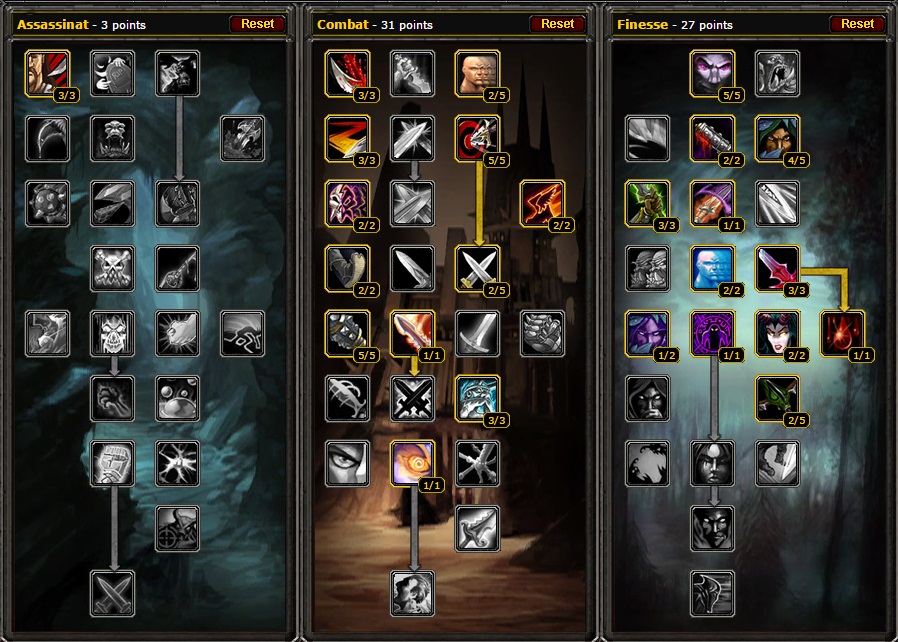 Assassinat - 3 points Reset Combat - 31 points Reset Finesse - 27 points Reset
3/3 3/3 2/5 5/5
3/3 5/5 2/2 4/5
2/2 2/2 3/3 1/1
2/2 2/5 2/2 3/3
5/5 1/1 1/2 1/1 2/2 1/1
3/3 2/5
1/1